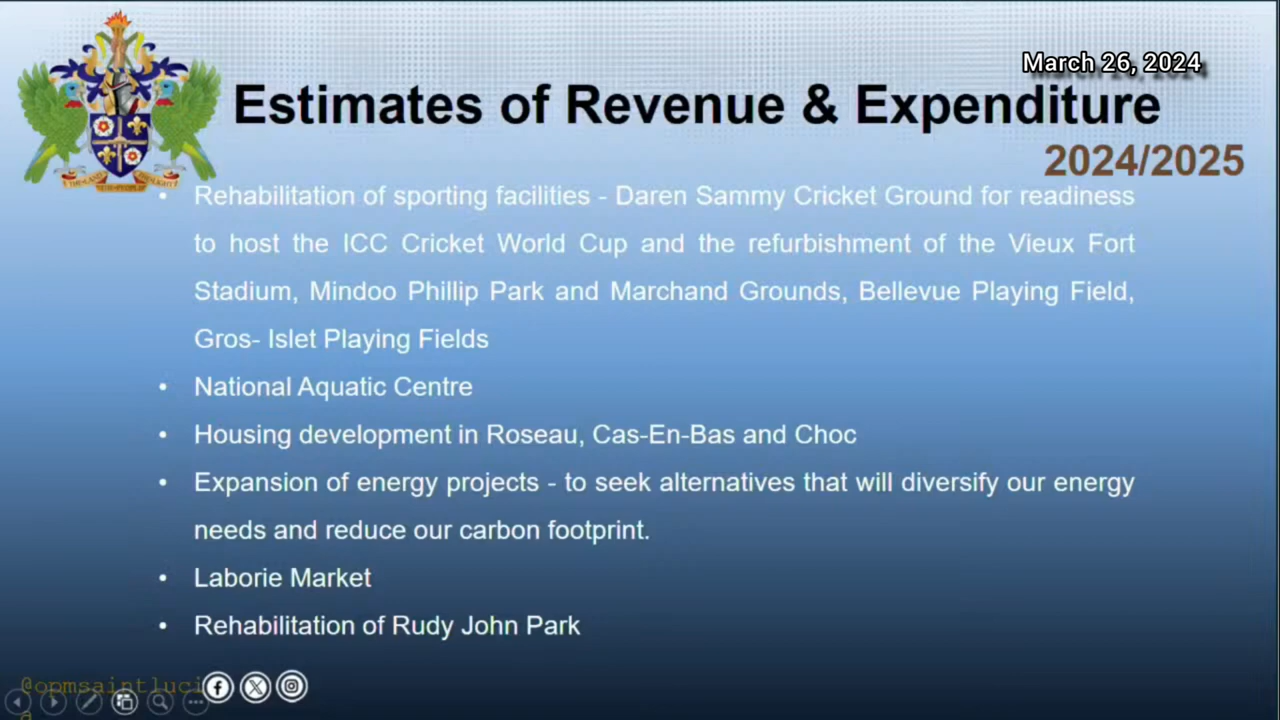 March 26, 2024
Estimates of Revenue & Expenditure
2024/2025
• Rehabilitation of sporting facilities - Daren Sammy Cricket Ground for readiness
to host the ICC Cricket World Cup and the refurbishment of the Vieux Fort
Stadium, Mindoo Phillip Park and Marchand Grounds, Bellevue Playing Field,
Gros- Islet Playing Fields
• National Aquatic Centre
• Housing development in Roseau, Cas-En-Bas and Choc
• Expansion of energy projects - to seek alternatives that will diversify our energy
needs and reduce our carbon footprint.
• Laborie Market
• Rehabilitation of Rudy John Park
@opmsaintluci
a